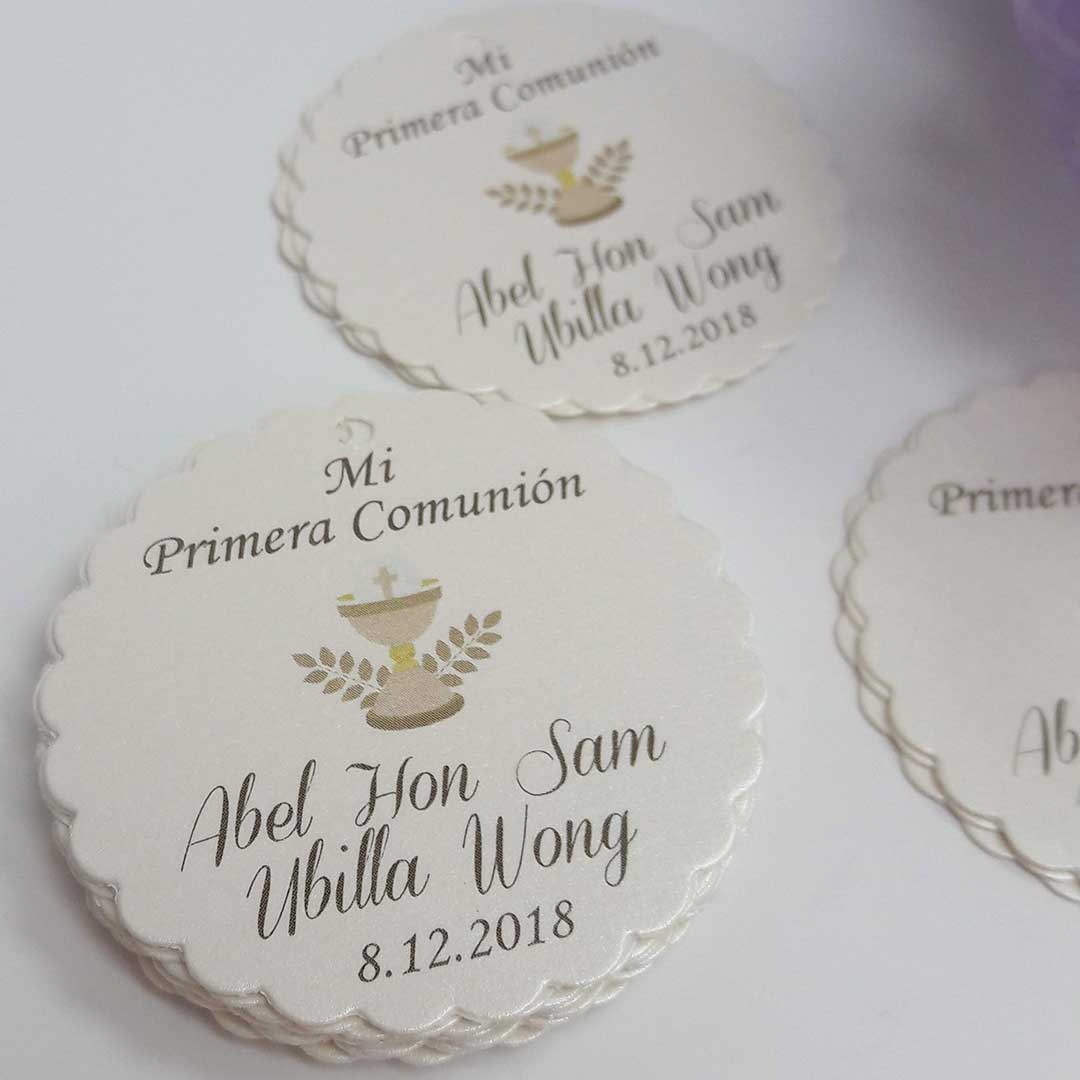 Mi
Primera Comunión
Abel Hon Sam
Ubilla Wong
8.12.2018
Mi
Primera Comunión
Abel Hon Sam
Ubilla Wong
8.12.2018